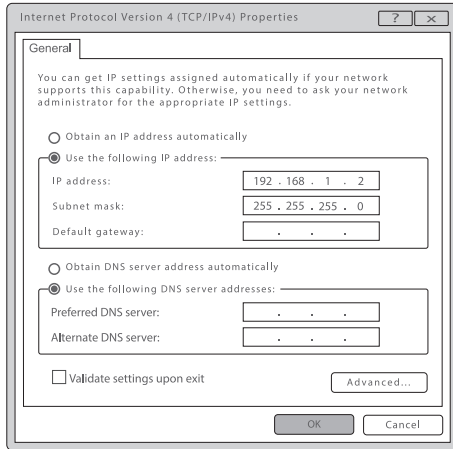 Internet Protocol Version 4 (TCP/IPv4) Properties ? ×
General
You can get IP settings assigned automatically if your network
supports this capability. Otherwise, you need to ask your network
administrator for the appropriate IP settings.
Obtain an IP address automatically
Use the following IP address:
IP address: 192 . 168 . 1 . 2
Subnet mask: 255 . 255 . 255 . 0
Default gateway: . . .
Obtain DNS server address automatically
Use the following DNS server addresses:
Preferred DNS server: . . .
Alternate DNS server: . . .
Validate settings upon exit
Advanced...
OK Cancel